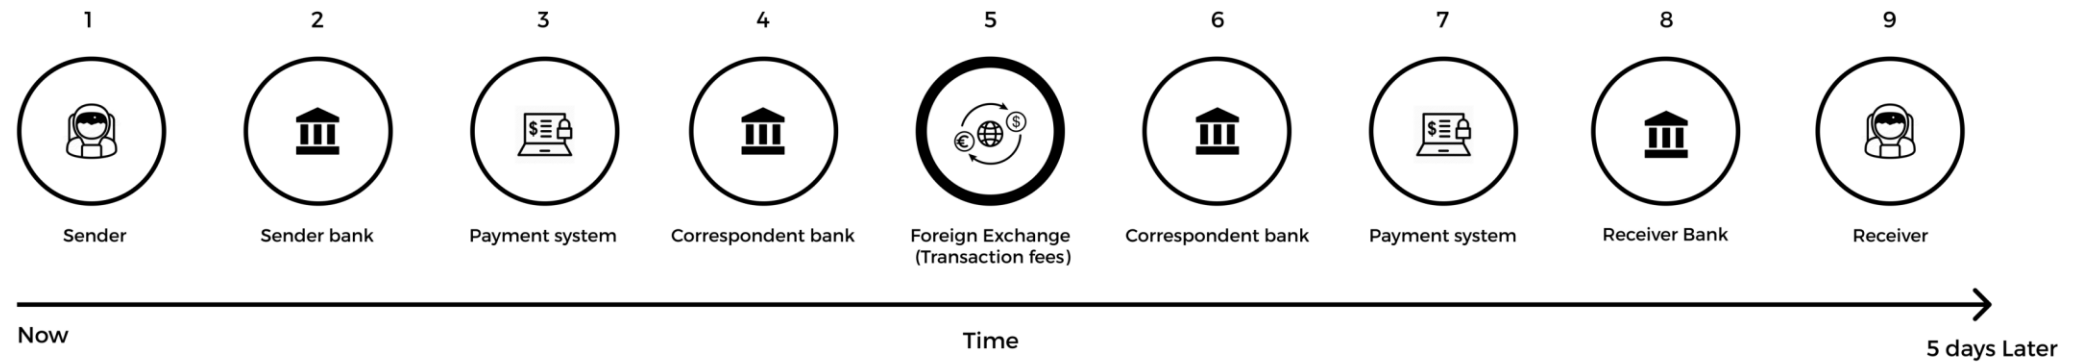 1 2 3 4 5 6 7 8 9
$ $ € $
Sender Sender bank Payment system Correspondent bank Foreign Exchange Correspondent bank Payment system Receiver Bank Receiver
(Transaction fees)
Now Time 5 days Later